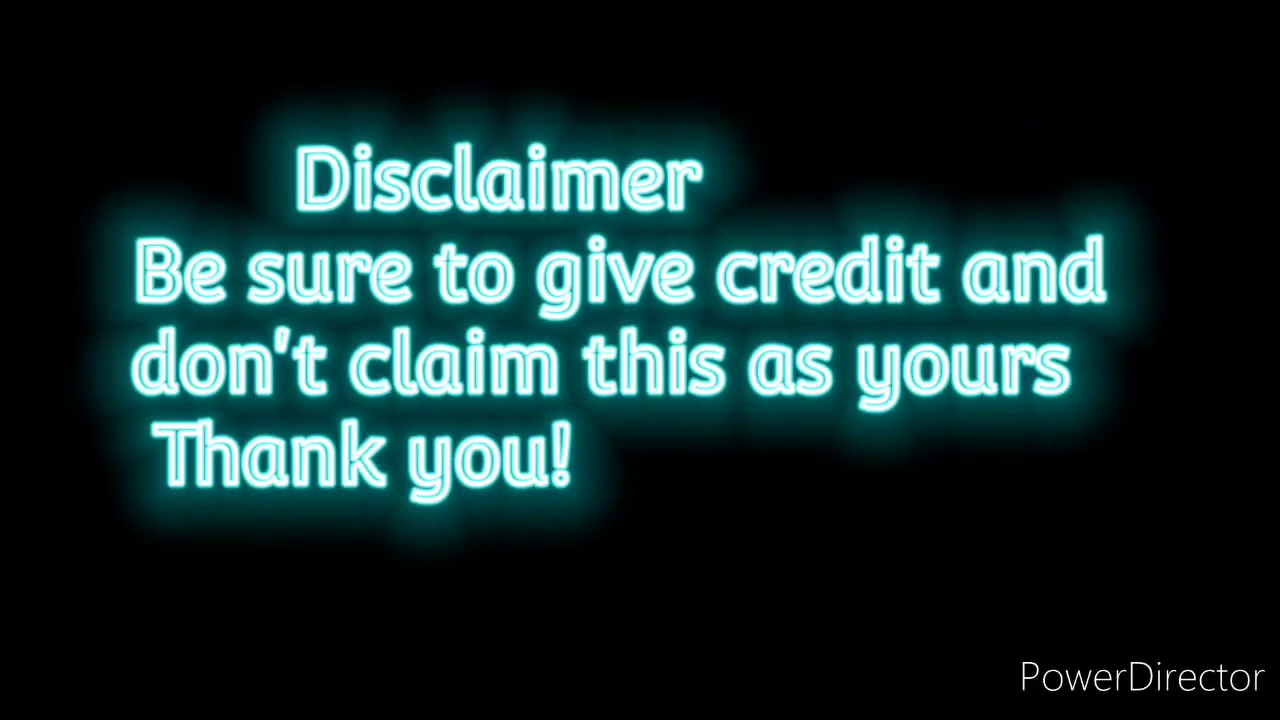 Disclaimer
Be sure to give credit and
don't claim this as yours
Thank you!
PowerDirector